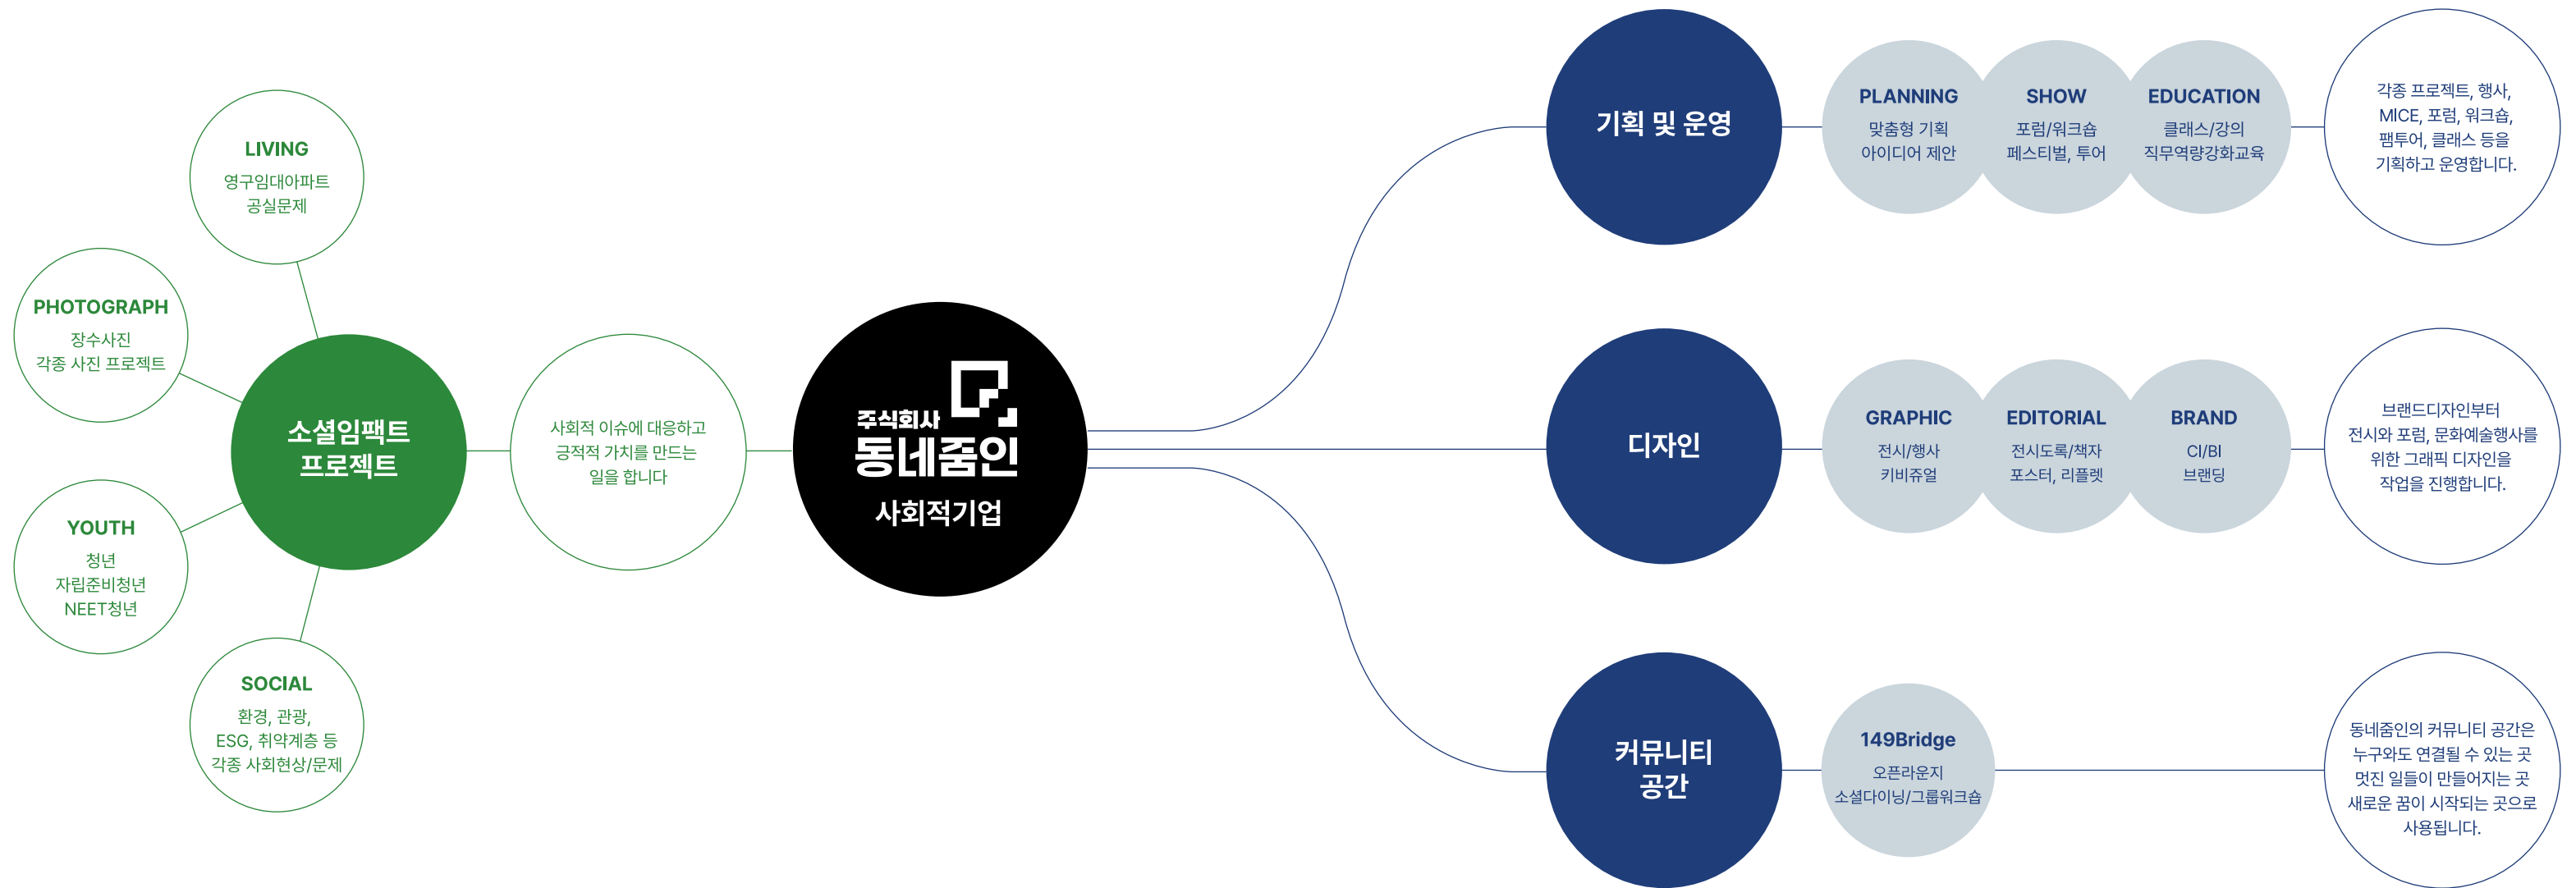 LIVING
영구임대아파트
공실문제
PHOTOGRAPH
장수사진
각종 사진 프로젝트
YOUTH
청년
자립준비청년
NEET청년
SOCIAL
환경, 관광,
ESG, 취약계층 등
각종 사회현상/문제
소셜임팩트
프로젝트
사회적 이슈에 대응하고
긍적적 가치를 만드는
일을 합니다
주식회사
동네줌인
사회적기업
기획 및 운영
PLANNING
맞춤형 기획
아이디어 제안
SHOW
포럼/워크숍
페스티벌, 투어
EDUCATION
클래스/강의
직무역량강화교육
각종 프로젝트, 행사,
MICE, 포럼, 워크숍,
팸투어, 클래스 등을
기획하고 운영합니다.
디자인
GRAPHIC
전시/행사
키비쥬얼
EDITORIAL
전시도록/책자
포스터, 리플렛
BRAND
CI/BI
브랜딩
브랜드디자인부터
전시와 포럼, 문화예술행사를
위한 그래픽 디자인을
작업을 진행합니다.
커뮤니티
공간
149Bridge
오픈라운지
소셜다이닝/그룹워크숍
동네줌인의 커뮤니티 공간은
누구와도 연결될 수 있는 곳
멋진 일들이 만들어지는 곳
새로운 꿈이 시작되는 곳으로
사용됩니다.